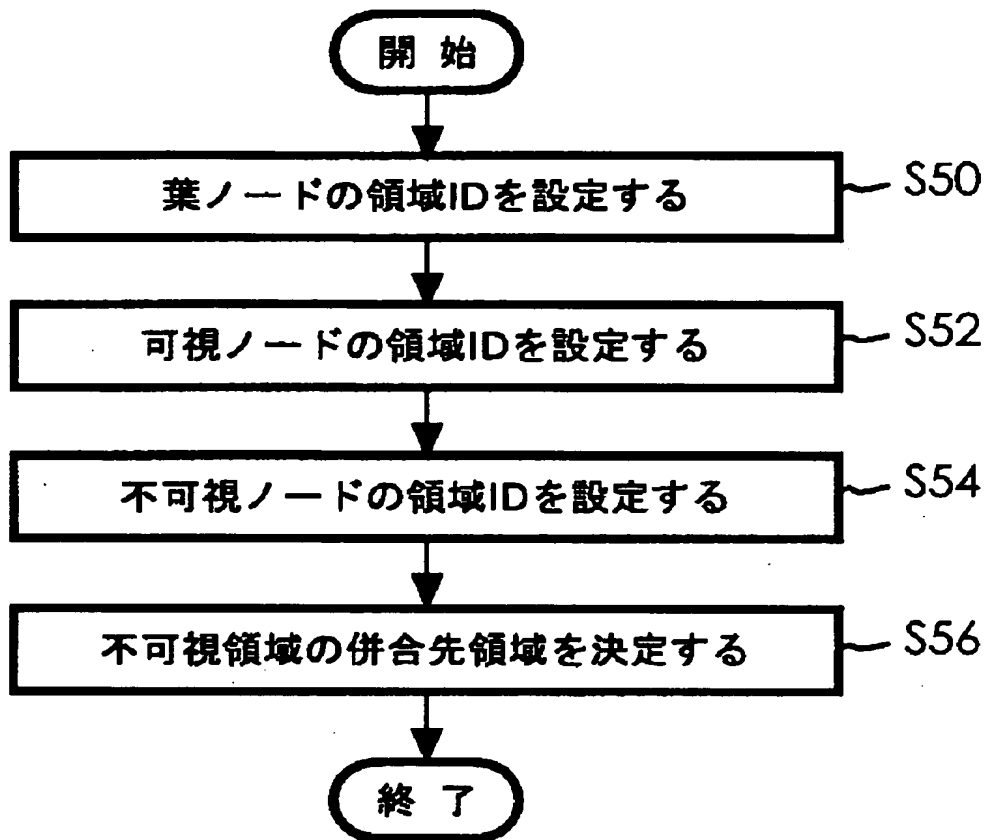 開始
葉ノードの領域IDを設定する
S50
可視ノードの領域IDを設定する
S52
不可視ノードの領域IDを設定する
S54
不可視領域の併合先領域を決定する
S56
終了